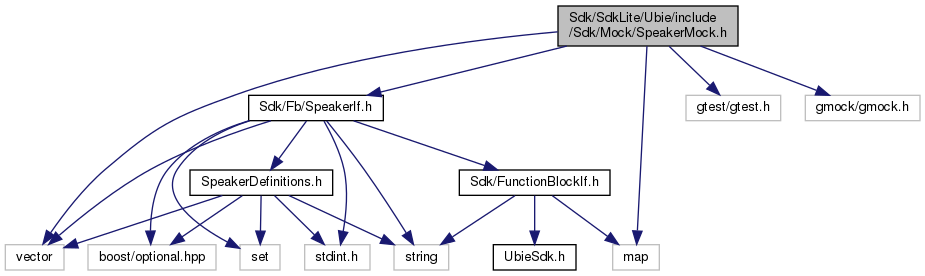 Sdk/SdkLite/Ubie/include
/Sdk/Mock/SpeakerMock.h
Sdk/Fb/SpeakerIf.h
gtest/gtest.h
gmock/gmock.h
SpeakerDefinitions.h
Sdk/FunctionBlockIf.h
vector
boost/optional.hpp
set
stdint.h
string
UbieSdk.h
map